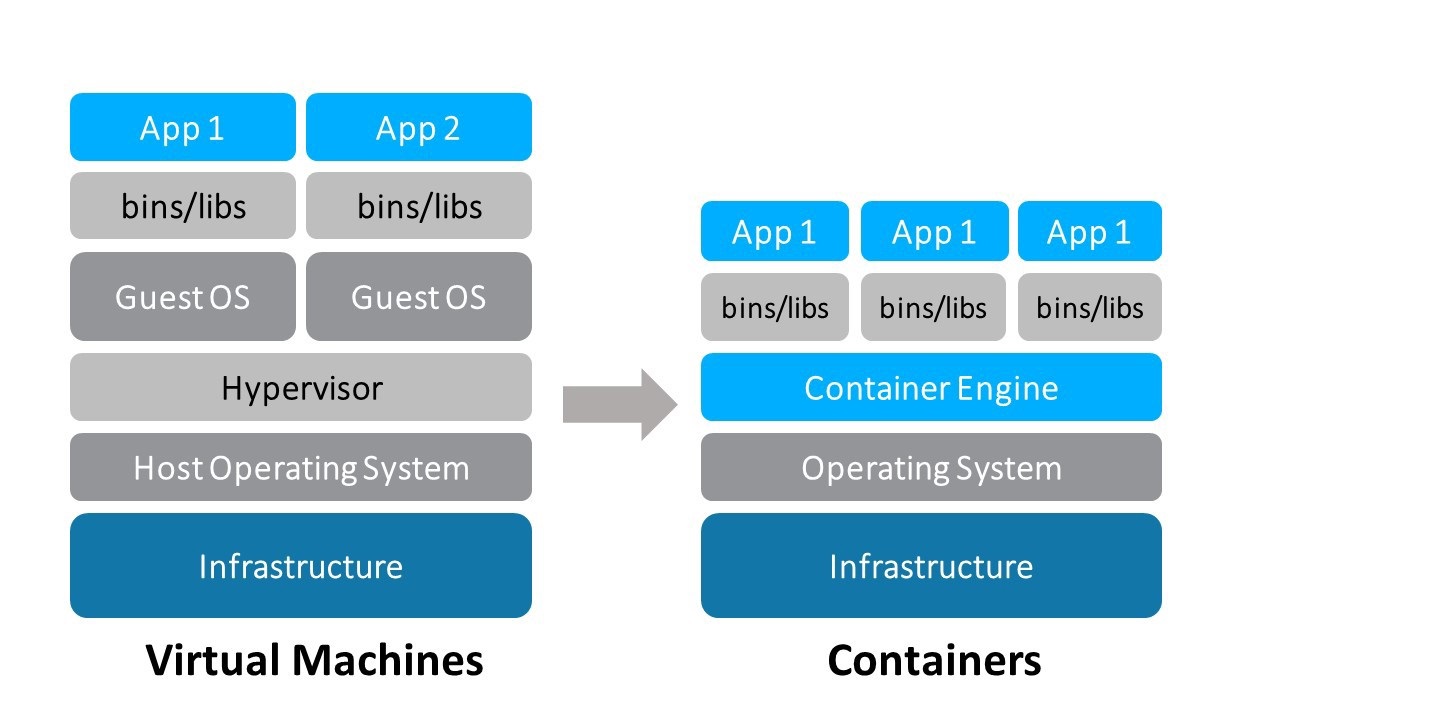 App 1 App 2
bins/libs bins/libs
Guest OS Guest OS
Hypervisor
Host Operating System
Infrastructure
Virtual Machines
App 1 App 1 App 1
bins/libs bins/libs bins/libs
Container Engine
Operating System
Infrastructure
Containers